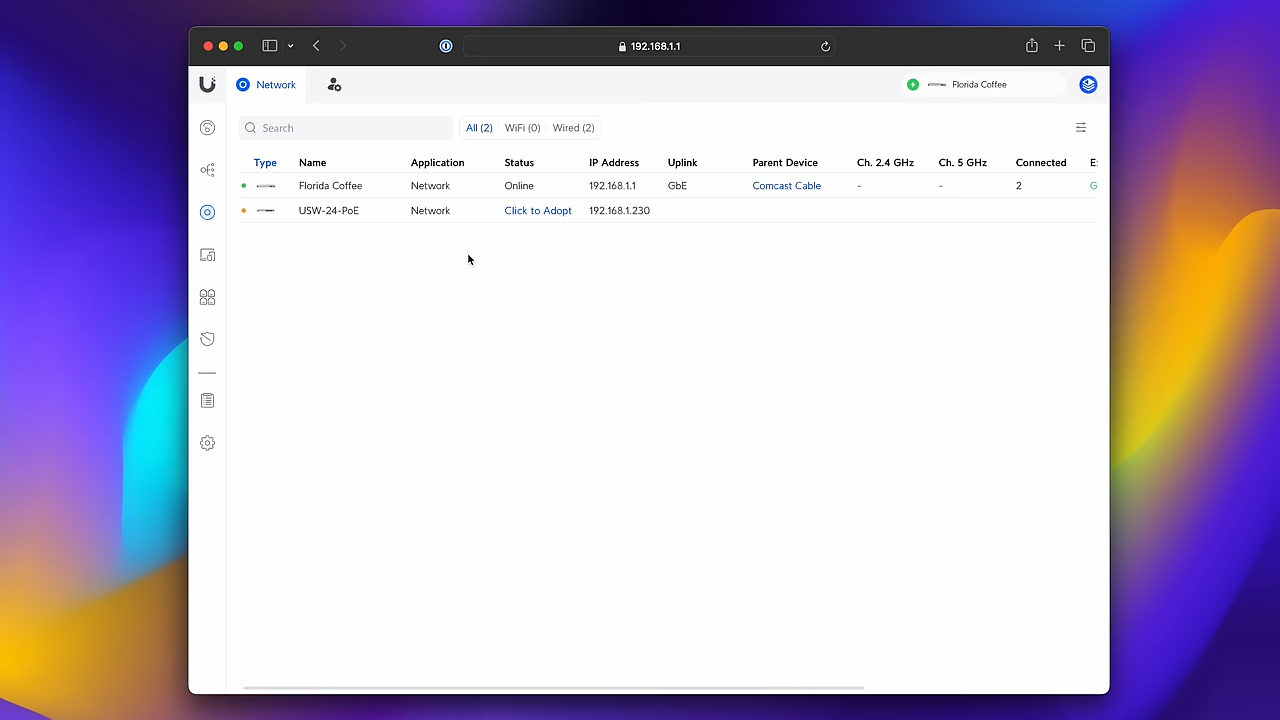 192.168.1.1
Network
Florida Coffee
Search
All (2) WiFi (0) Wired (2)
Type Name Application Status IP Address Uplink Parent Device Ch. 2.4 GHz Ch. 5 GHz Connected
Florida Coffee Network Online 192.168.1.1 GbE Comcast Cable - - 2 G
USW-24-PoE Network Click to Adopt 192.168.1.230